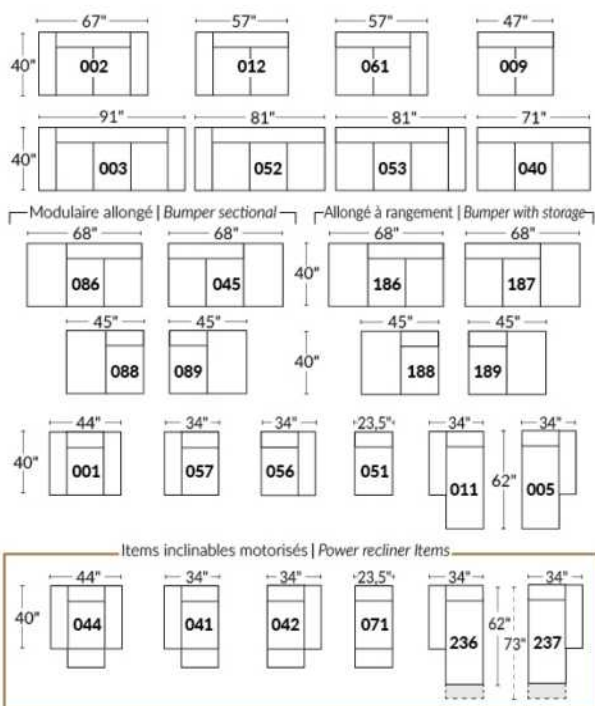 67" 57" 57" 47"
40" 002 012 061 009
91" 81" 81" 71"
40" 003 052 053 040
Modulaire allongé | Bumper sectional Allongé à rangement | Bumper with storage
68" 68" 68" 68"
086 045 40" 186 187
45" 45" 45" 45"
088 089 40" 188 189
44" 34" 34" 23,5" 34" 34"
40" 001 057 056 051 011 62" 005
Items inclinables motorisés | Power recliner Items
44" 34" 34" 23,5" 34" 34"
40" 044 041 042 071 236 62" 73" 237